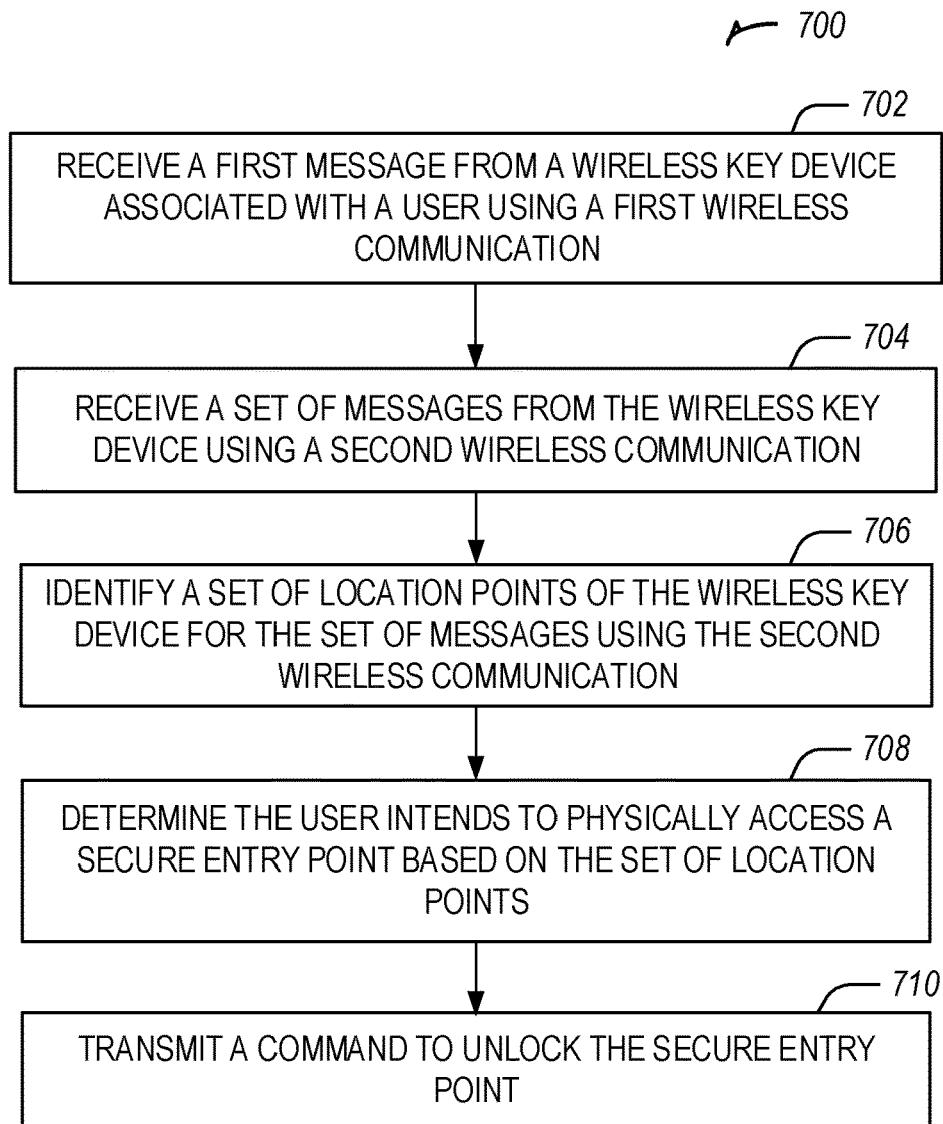 700
702
RECEIVE A FIRST MESSAGE FROM A WIRELESS KEY DEVICE
ASSOCIATED WITH A USER USING A FIRST WIRELESS
COMMUNICATION
704
RECEIVE A SET OF MESSAGES FROM THE WIRELESS KEY
DEVICE USING A SECOND WIRELESS COMMUNICATION
706
IDENTIFY A SET OF LOCATION POINTS OF THE WIRELESS KEY
DEVICE FOR THE SET OF MESSAGES USING THE SECOND
WIRELESS COMMUNICATION
708
DETERMINE THE USER INTENDS TO PHYSICALLY ACCESS A
SECURE ENTRY POINT BASED ON THE SET OF LOCATION
POINTS
710
TRANSMIT A COMMAND TO UNLOCK THE SECURE ENTRY
POINT